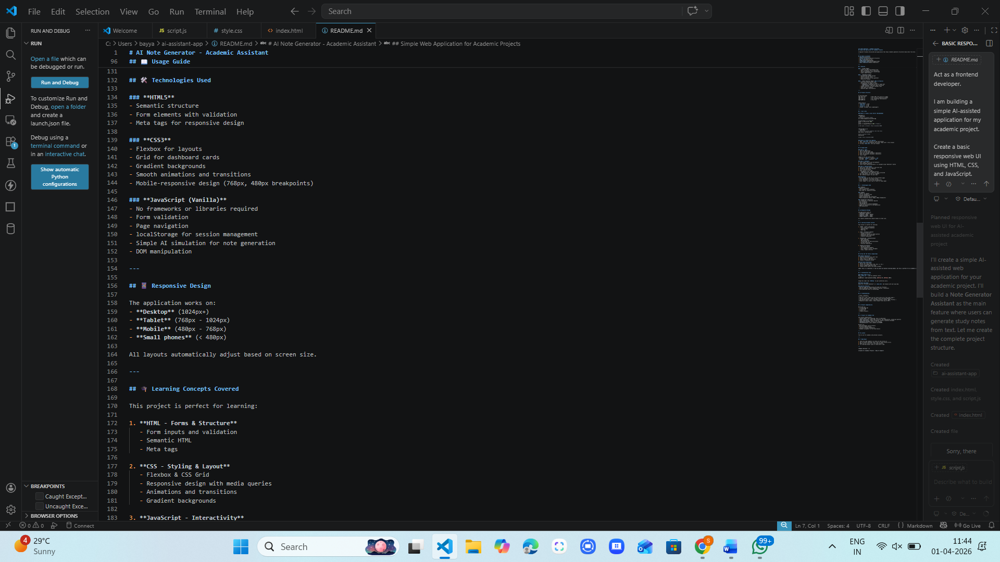 File Edit Selection View Go Run Terminal Help
Search
RUN AND DEBUG
RUN
Open a file which can
be debugged or run.
Run and Debug
To customize Run and
Debug, open a folder
and create a
launch.json file.
Debug using a
terminal command or
in an interactive chat.
Show automatic
Python
configurations
BREAKPOINTS
Caught Except...
Uncaught Exce...
BROWSER OPTIONS
Welcome
JS script.js
# style.css
<> index.html
README.md
C: > Users > bayya > ai-assistant-app > README.md > # AI Note Generator - Academic Assistant > ## Simple Web Application for Academic Projects
1 # AI Note Generator - Academic Assistant
96 ## 📖 Usage Guide
131
132 ## 🛠 Technologies Used
133
134 ### **HTML5**
135 - Semantic structure
136 - Form elements with validation
137 - Meta tags for responsive design
138
139 ### **CSS3**
140 - Flexbox for layouts
141 - Grid for dashboard cards
142 - Gradient backgrounds
143 - Smooth animations and transitions
144 - Mobile-responsive design (768px, 480px breakpoints)
145
146 ### **JavaScript (Vanilla)**
147 - No frameworks or libraries required
148 - Form validation
149 - Page navigation
150 - localStorage for session management
151 - Simple AI simulation for note generation
152 - DOM manipulation
153
154 ---
155
156 ## 📱 Responsive Design
157
158 The application works on:
159 - **Desktop** (1024px+)
160 - **Tablet** (768px - 1024px)
161 - **Mobile** (480px - 768px)
162 - **Small phones** (< 480px)
163
164 All layouts automatically adjust based on screen size.
165
166 ---
167
168 ## 🎓 Learning Concepts Covered
169
170 This project is perfect for learning:
171
172 1. **HTML - Forms & Structure**
173 - Form inputs and validation
174 - Semantic HTML
175 - Meta tags
176
177 2. **CSS - Styling & Layout**
178 - Flexbox & CSS Grid
179 - Responsive design with media queries
180 - Animations and transitions
181 - Gradient backgrounds
182
183 3. **JavaScript - Interactivity**
BASIC RESPO...
README.md
Act as a frontend
developer.
I am building a
simple AI-assisted
application for my
academic project.
Create a basic
responsive web UI
using HTML, CSS,
and JavaScript.
Defau...
Planned responsive
web UI for AI-
assisted academic
project
I'll create a simple AI-
assisted web
application for your
academic project. I'll
build a Note Generator
Assistant as the main
feature where users can
generate study notes
from text. Let me create
the complete project
structure.
Created
ai-assistant-app
Created index.html,
style.css, and script.js
Created <> index.html
Created file
Sorry, there
JS script.js
Describe what to build
De...
0 0 Connect
Ln 7, Col 1 Spaces: 4 UTF-8 CRLF { } Markdown Go Live
4
29°C
Sunny
Search
S
99+
ENG
IN
11:44
01-04-2026